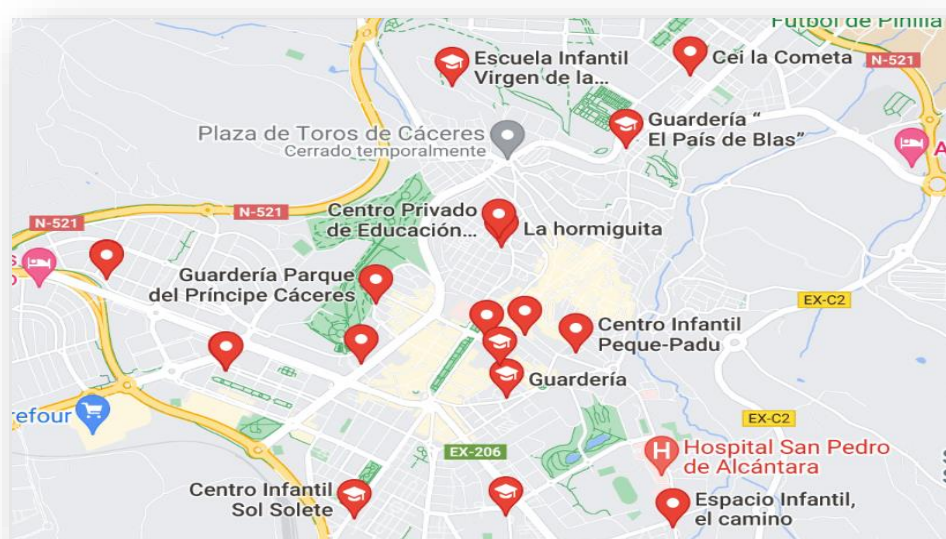 Fútbol de Pinilla
Escuela Infantil
Virgen de la...
Cei la Cometa
N-521
Guardería “
El País de Blas”
Plaza de Toros de Cáceres
Cerrado temporalmente
A
N-521
N-521
Centro Privado
de Educación...
La hormiguita
Guardería Parque
del Príncipe Cáceres
EX-C2
Centro Infantil
Peque-Padu
Guardería
refour
EX-C2
EX-206
H
Hospital San Pedro
de Alcántara
Centro Infantil
Sol Solete
Espacio Infantil,
el camino